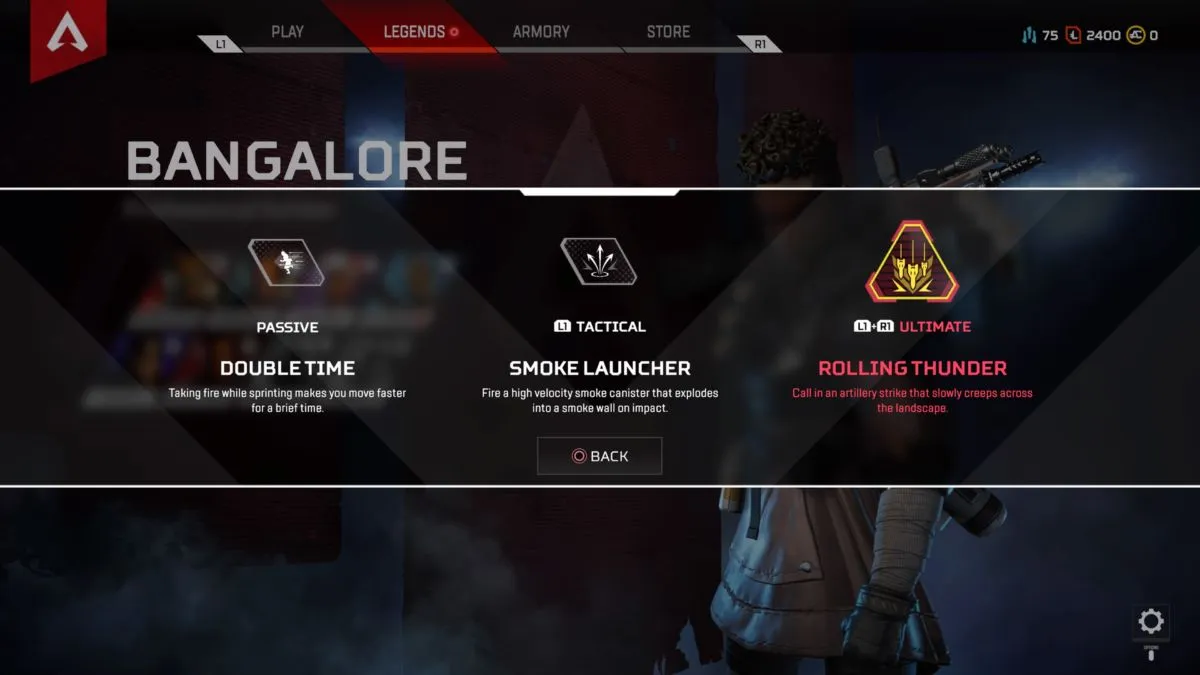 PLAY
LEGENDS
ARMORY
STORE
L1
R1
75
2400
0
BANGALORE
PASSIVE
DOUBLE TIME
Taking fire while sprinting makes you move faster
for a brief time.
L1 TACTICAL
SMOKE LAUNCHER
Fire a high velocity smoke canister that explodes
into a smoke wall on impact.
L1+R1 ULTIMATE
ROLLING THUNDER
Call in an artillery strike that slowly creeps across
the landscape.
BACK
OPTIONS